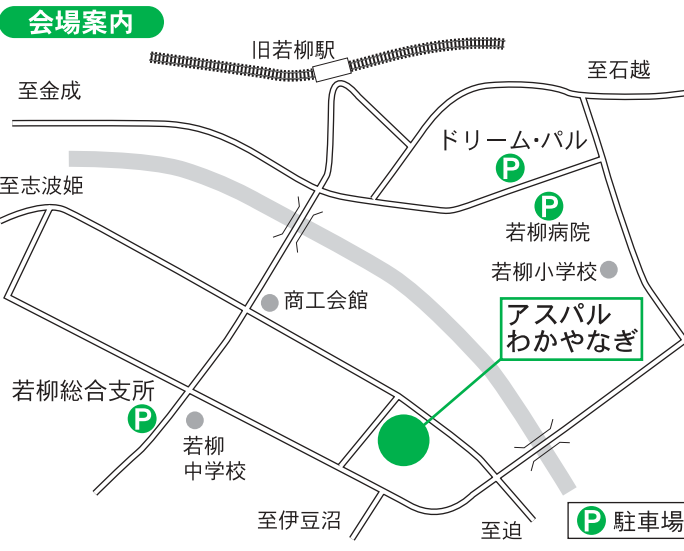 会場案内
旧若柳駅
至石越
至金成
ドリーム・パル
P
至志波姫
P
若柳病院
若柳小学校
商工会館
アスパル
わかやなぎ
若柳総合支所
P
若柳
中学校
至伊豆沼
至迫
P 駐車場